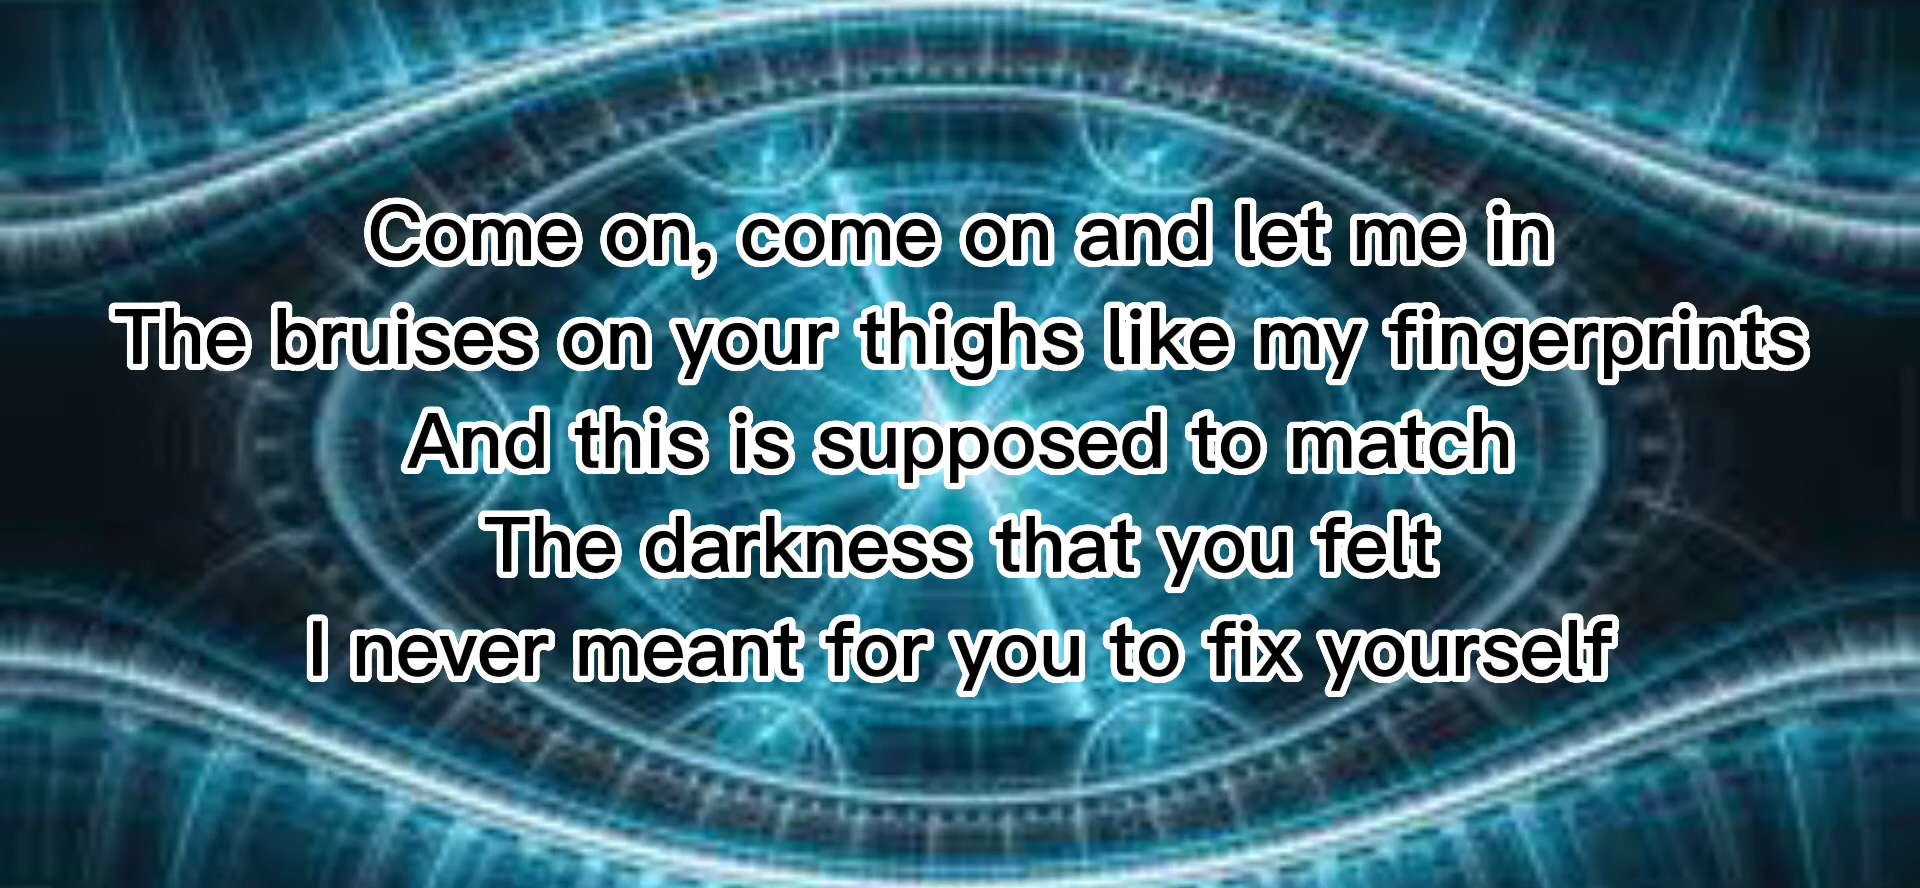 Come on, come on and let me in
The bruises on your thighs like my fingerprints
And this is supposed to match
The darkness that you felt
I never meant for you to fix yourself